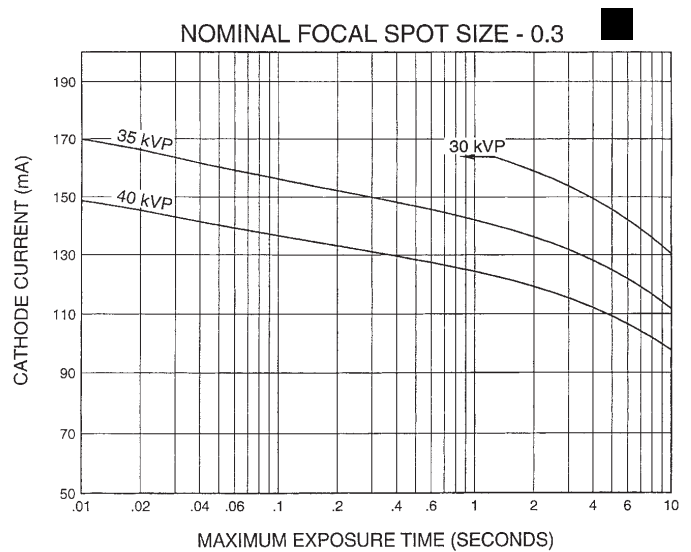 NOMINAL FOCAL SPOT SIZE - 0.3
190
170
150
130
110
90
70
50
CATHODE CURRENT (mA)
35 kVP
40 kVP
30 kVP
.01 .02 .04 .06 .1 .2 .4 .6 1 2 4 6 10
MAXIMUM EXPOSURE TIME (SECONDS)